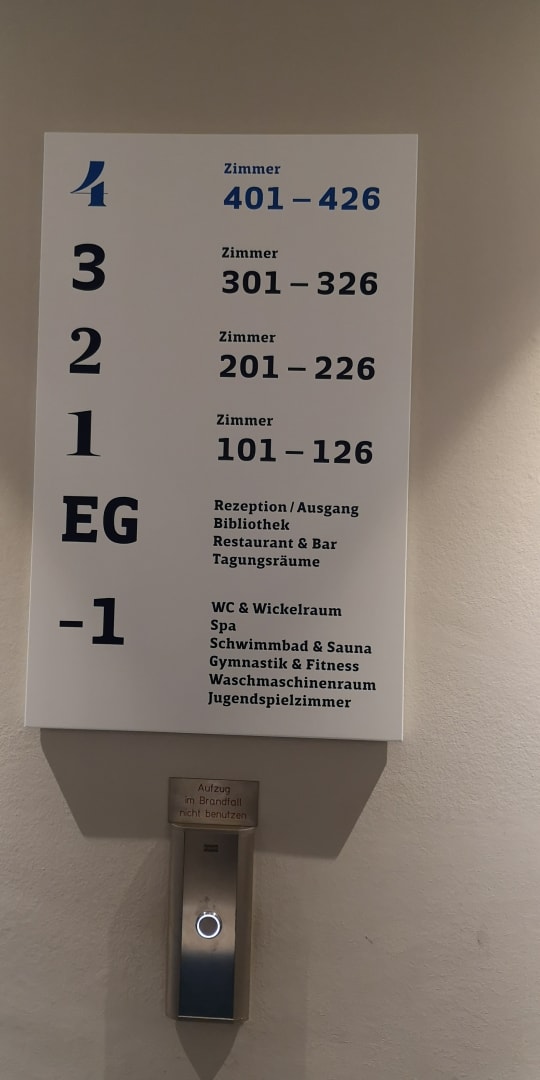 4
Zimmer
401 – 426
3
Zimmer
301 – 326
2
Zimmer
201 – 226
1
Zimmer
101 – 126
EG
Rezeption / Ausgang
Bibliothek
Restaurant & Bar
Tagungsräume
-1
WC & Wickelraum
Spa
Schwimmbad & Sauna
Gymnastik & Fitness
Waschmaschinenraum
Jugendspielzimmer
Aufzug
im Brandfall
nicht benutzen